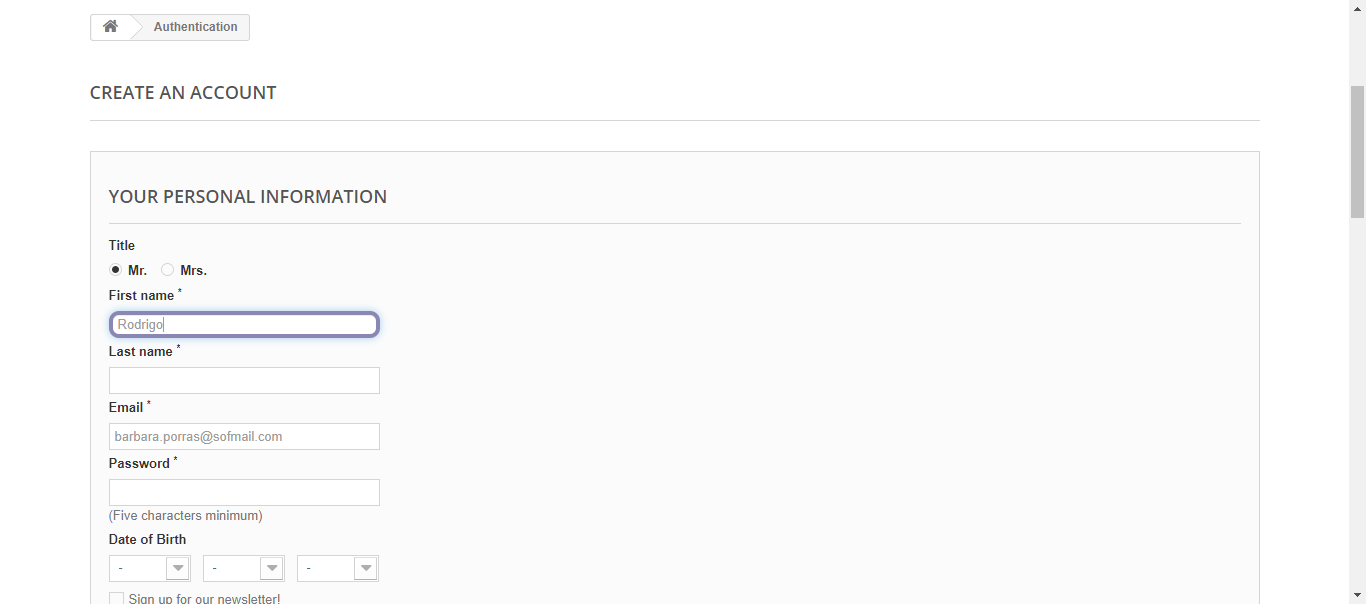 Authentication
CREATE AN ACCOUNT
YOUR PERSONAL INFORMATION
Title
Mr. Mrs.
First name *
Rodrigo
Last name *
Email *
barbara.porras@sofmail.com
Password *
(Five characters minimum)
Date of Birth
- - -
Sign up for our newsletter!